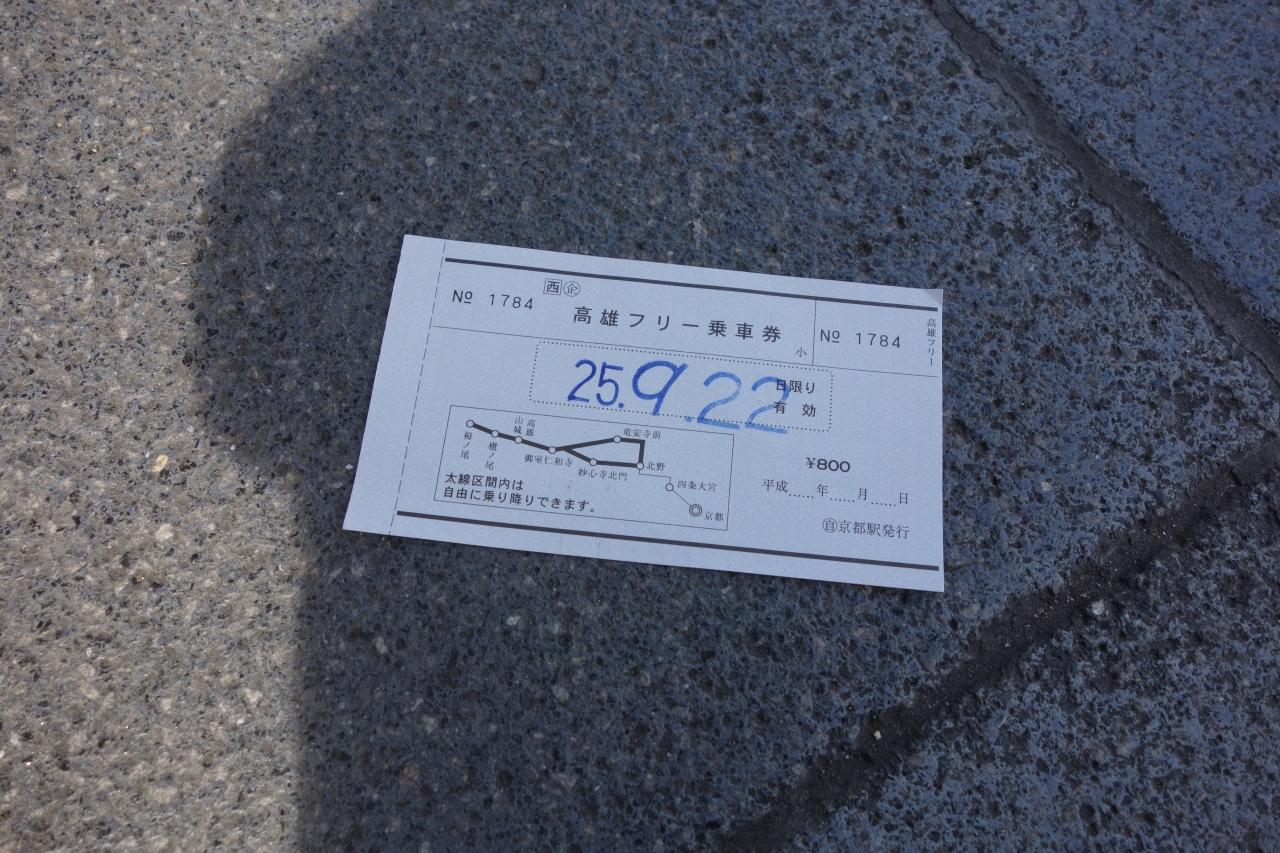 № 1784
西 企
高雄フリー乗車券
小
№ 1784
高雄フリー
25.9.22
日限り
有 効
栂ノ尾
槇ノ尾
山城
高雄
御室仁和寺
竜安寺前
妙心寺北門
北野
四条大宮
京都
太線区間内は
自由に乗り降りできます。
¥800
平成……年……月……日
自京都駅発行